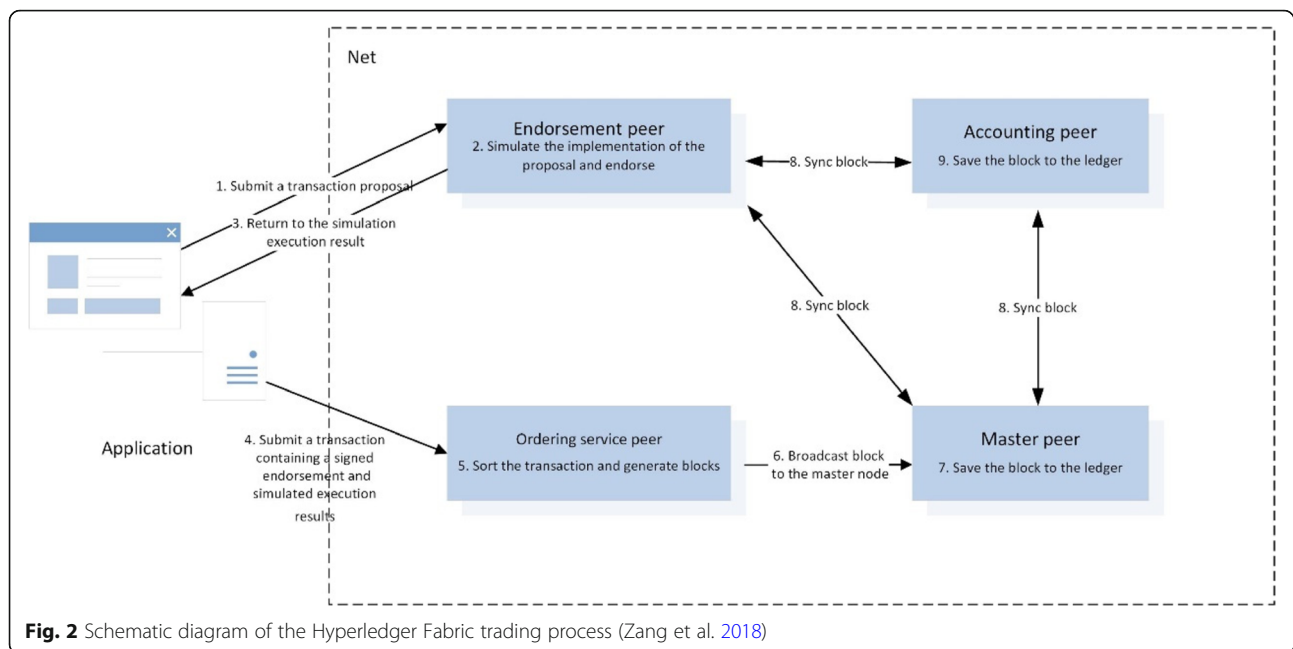 Net
Endorsement peer
2. Simulate the implementation of the
proposal and endorse
Accounting peer
9. Save the block to the ledger
8. Sync block
1. Submit a transaction proposal
3. Return to the simulation
execution result
8. Sync block
8. Sync block
Application
4. Submit a transaction
containing a signed
endorsement and
simulated execution
results
Ordering service peer
5. Sort the transaction and generate blocks
6. Broadcast block
to the master node
Master peer
7. Save the block to the ledger
Fig. 2 Schematic diagram of the Hyperledger Fabric trading process (Zang et al. 2018)